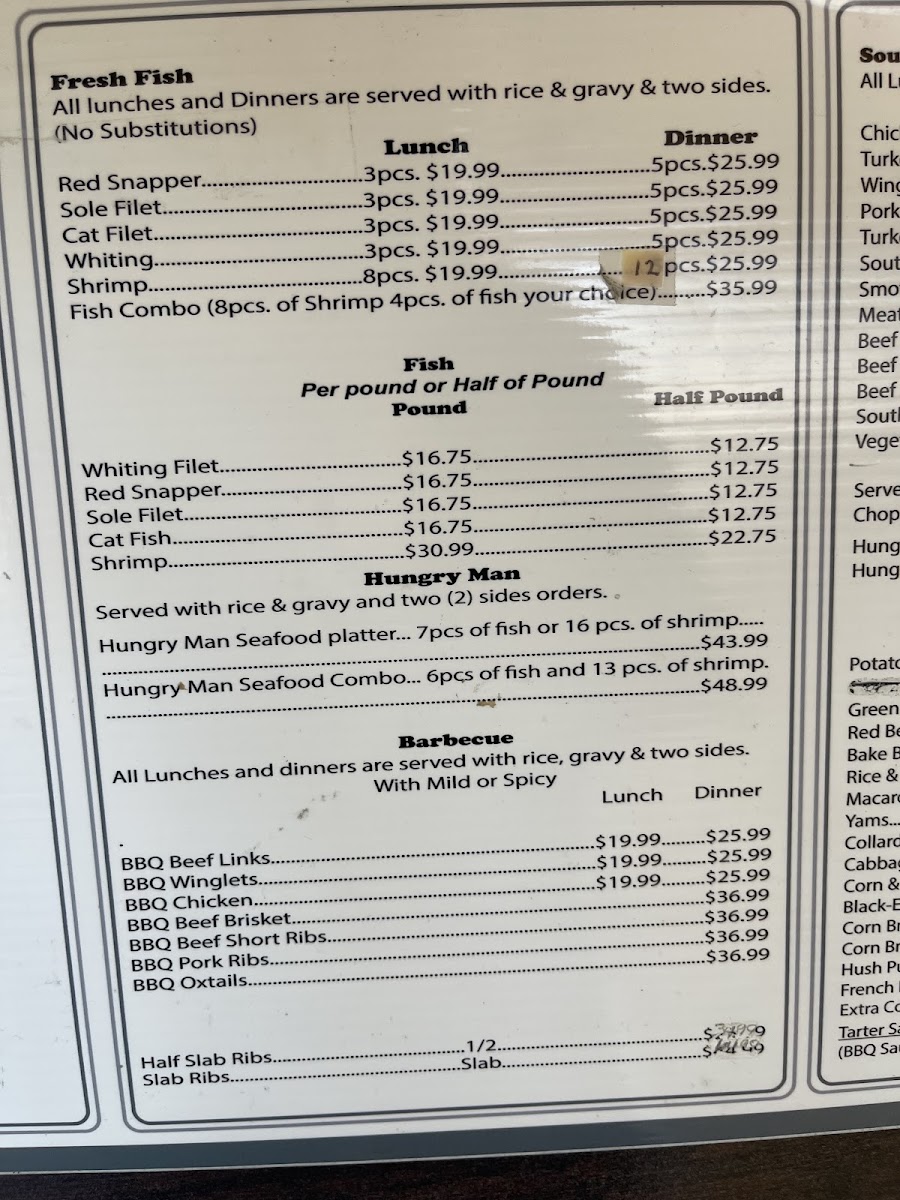 Fresh Fish
All lunches and Dinners are served with rice & gravy & two sides.
(No Substitutions)
Lunch Dinner
Red Snapper..............................3pcs. $19.99............................5pcs.$25.99
Sole Filet......................................3pcs. $19.99............................5pcs.$25.99
Cat Filet.......................................3pcs. $19.99............................5pcs.$25.99
Whiting.......................................3pcs. $19.99............................5pcs.$25.99
Shrimp........................................8pcs. $19.99.......................12 pcs.$25.99
Fish Combo (8pcs. of Shrimp 4pcs. of fish your choice).........$35.99
Fish
Per pound or Half of Pound
Pound Half Pound
Whiting Filet..................................$16.75...........................................$12.75
Red Snapper..................................$16.75...........................................$12.75
Sole Filet........................................$16.75...........................................$12.75
Cat Fish..........................................$16.75...........................................$12.75
Shrimp...........................................$30.99...........................................$22.75
Hungry Man
Served with rice & gravy and two (2) sides orders.
Hungry Man Seafood platter... 7pcs of fish or 16 pcs. of shrimp.....
..............................$43.99
Hungry Man Seafood Combo... 6pcs of fish and 13 pcs. of shrimp.
..............................$48.99
Barbecue
All Lunches and dinners are served with rice, gravy & two sides.
With Mild or Spicy
Lunch Dinner
BBQ Beef Links..............................$19.99.........$25.99
BBQ Winglets..............................$19.99.........$25.99
BBQ Chicken..............................$19.99.........$25.99
BBQ Beef Brisket..............................$36.99
BBQ Beef Short Ribs..............................$36.99
BBQ Pork Ribs..............................$36.99
BBQ Oxtails..............................$36.99
Half Slab Ribs..............................1/2..............................
Slab Ribs..............................Slab..............................
Sou
All L
Chic
Turk
Wing
Pork
Turk
Sout
Smo
Meat
Beef
Beef
Beef
South
Vege
Serve
Chop
Hung
Hung
Potato
Green
Red Be
Bake B
Rice &
Macar
Yams...
Collard
Cabbag
Corn &
Black-E
Corn Br
Corn Br
Hush Pu
French
Extra Co
Tarter Sa
(BBQ Sau